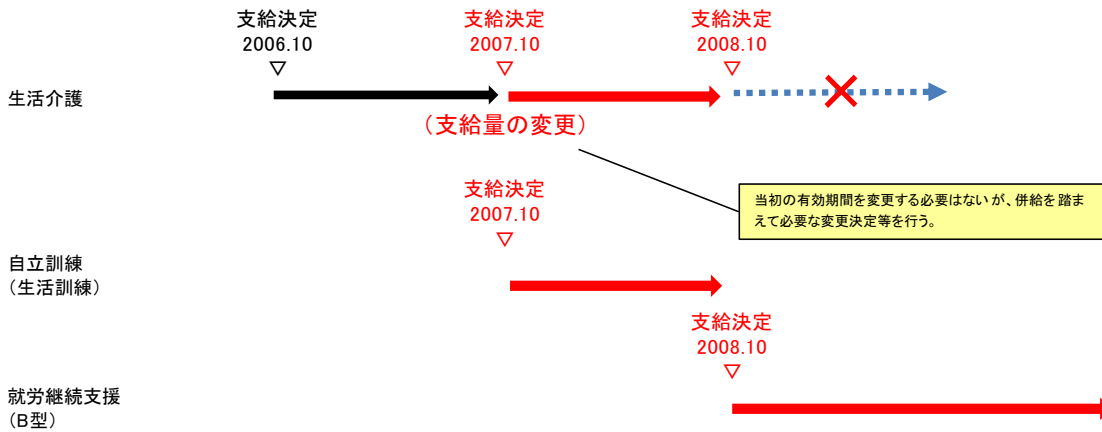 支給決定
2006.10
▽
支給決定
2007.10
▽
支給決定
2008.10
▽
生活介護
(支給量の変更)
当初の有効期間を変更する必要はないが、併給を踏ま
えて必要な変更決定等を行う。
支給決定
2007.10
▽
自立訓練
(生活訓練)
支給決定
2008.10
▽
就労継続支援
(B型)